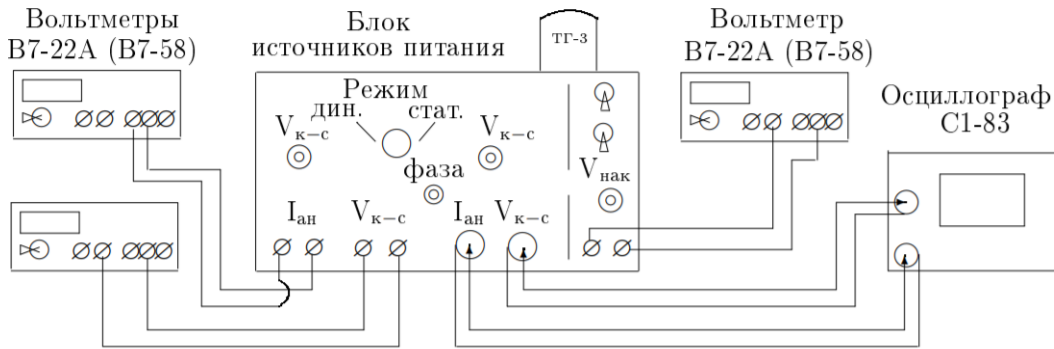 Вольтметры
В7-22А (В7-58)
Блок
источников питания
ТГ-3
Вольтметр
В7-22А (В7-58)
Осциллограф
С1-83
Режим
дин.
стат.
Vк−с
Vк−с
фаза
Vнак
Iан
Vк−с
Iан
Vк−с